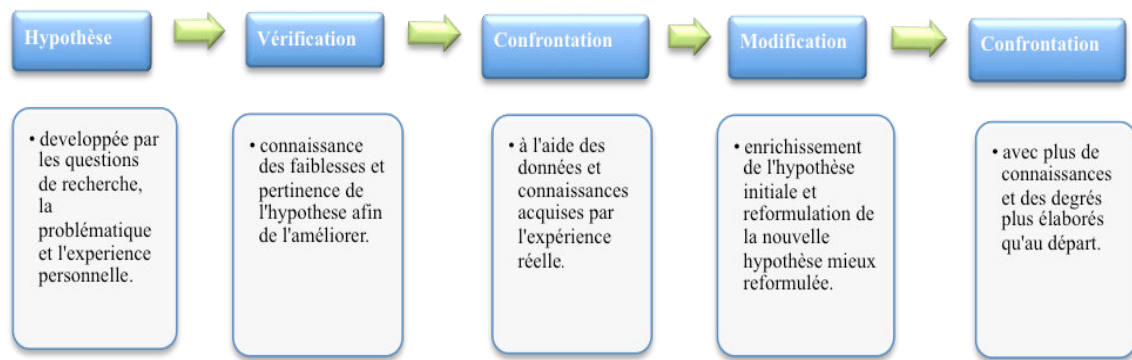 Hypothèse
Vérification
Confrontation
Modification
Confrontation
• developpée par
les questions
de recherche,
la
problématique
et l'experience
personnelle.
• connaissance
des faiblesses et
pertinence de
l'hypothese afin
de l'améliorer.
• à l'aide des
données et
connaissances
acquises par
l'expérience
réelle.
• enrichissement
de l'hypothèse
initiale et
reformulation de
la nouvelle
hypothèse mieux
reformulée.
• avec plus de
connaissances
et des degrés
plus élaborés
qu'au départ.